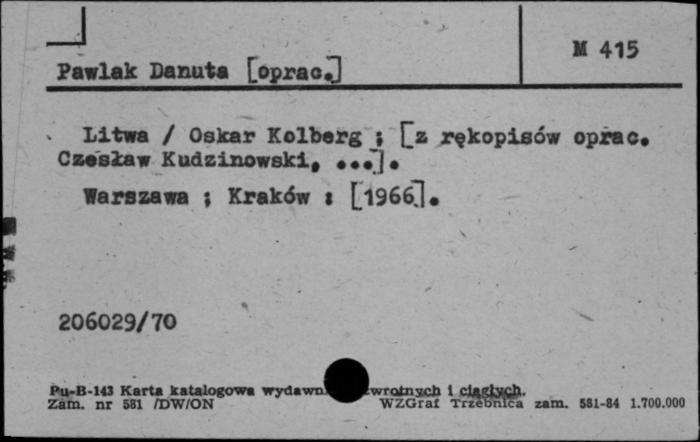 M 415
Pawlak Danuta [oprac.]
Litwa / Oskar Kolberg ; [z rękopisów oprac.
Czesław Kudzinowski, ...].
Warszawa ; Kraków : [1966].
206029/70
Pu-B-143 Karta katalogowa wydawn. zwrotnych i ciągłych.
Zam. nr 581 /DW/ON WZGraf Trzebnica zam. 581-84 1.700.000